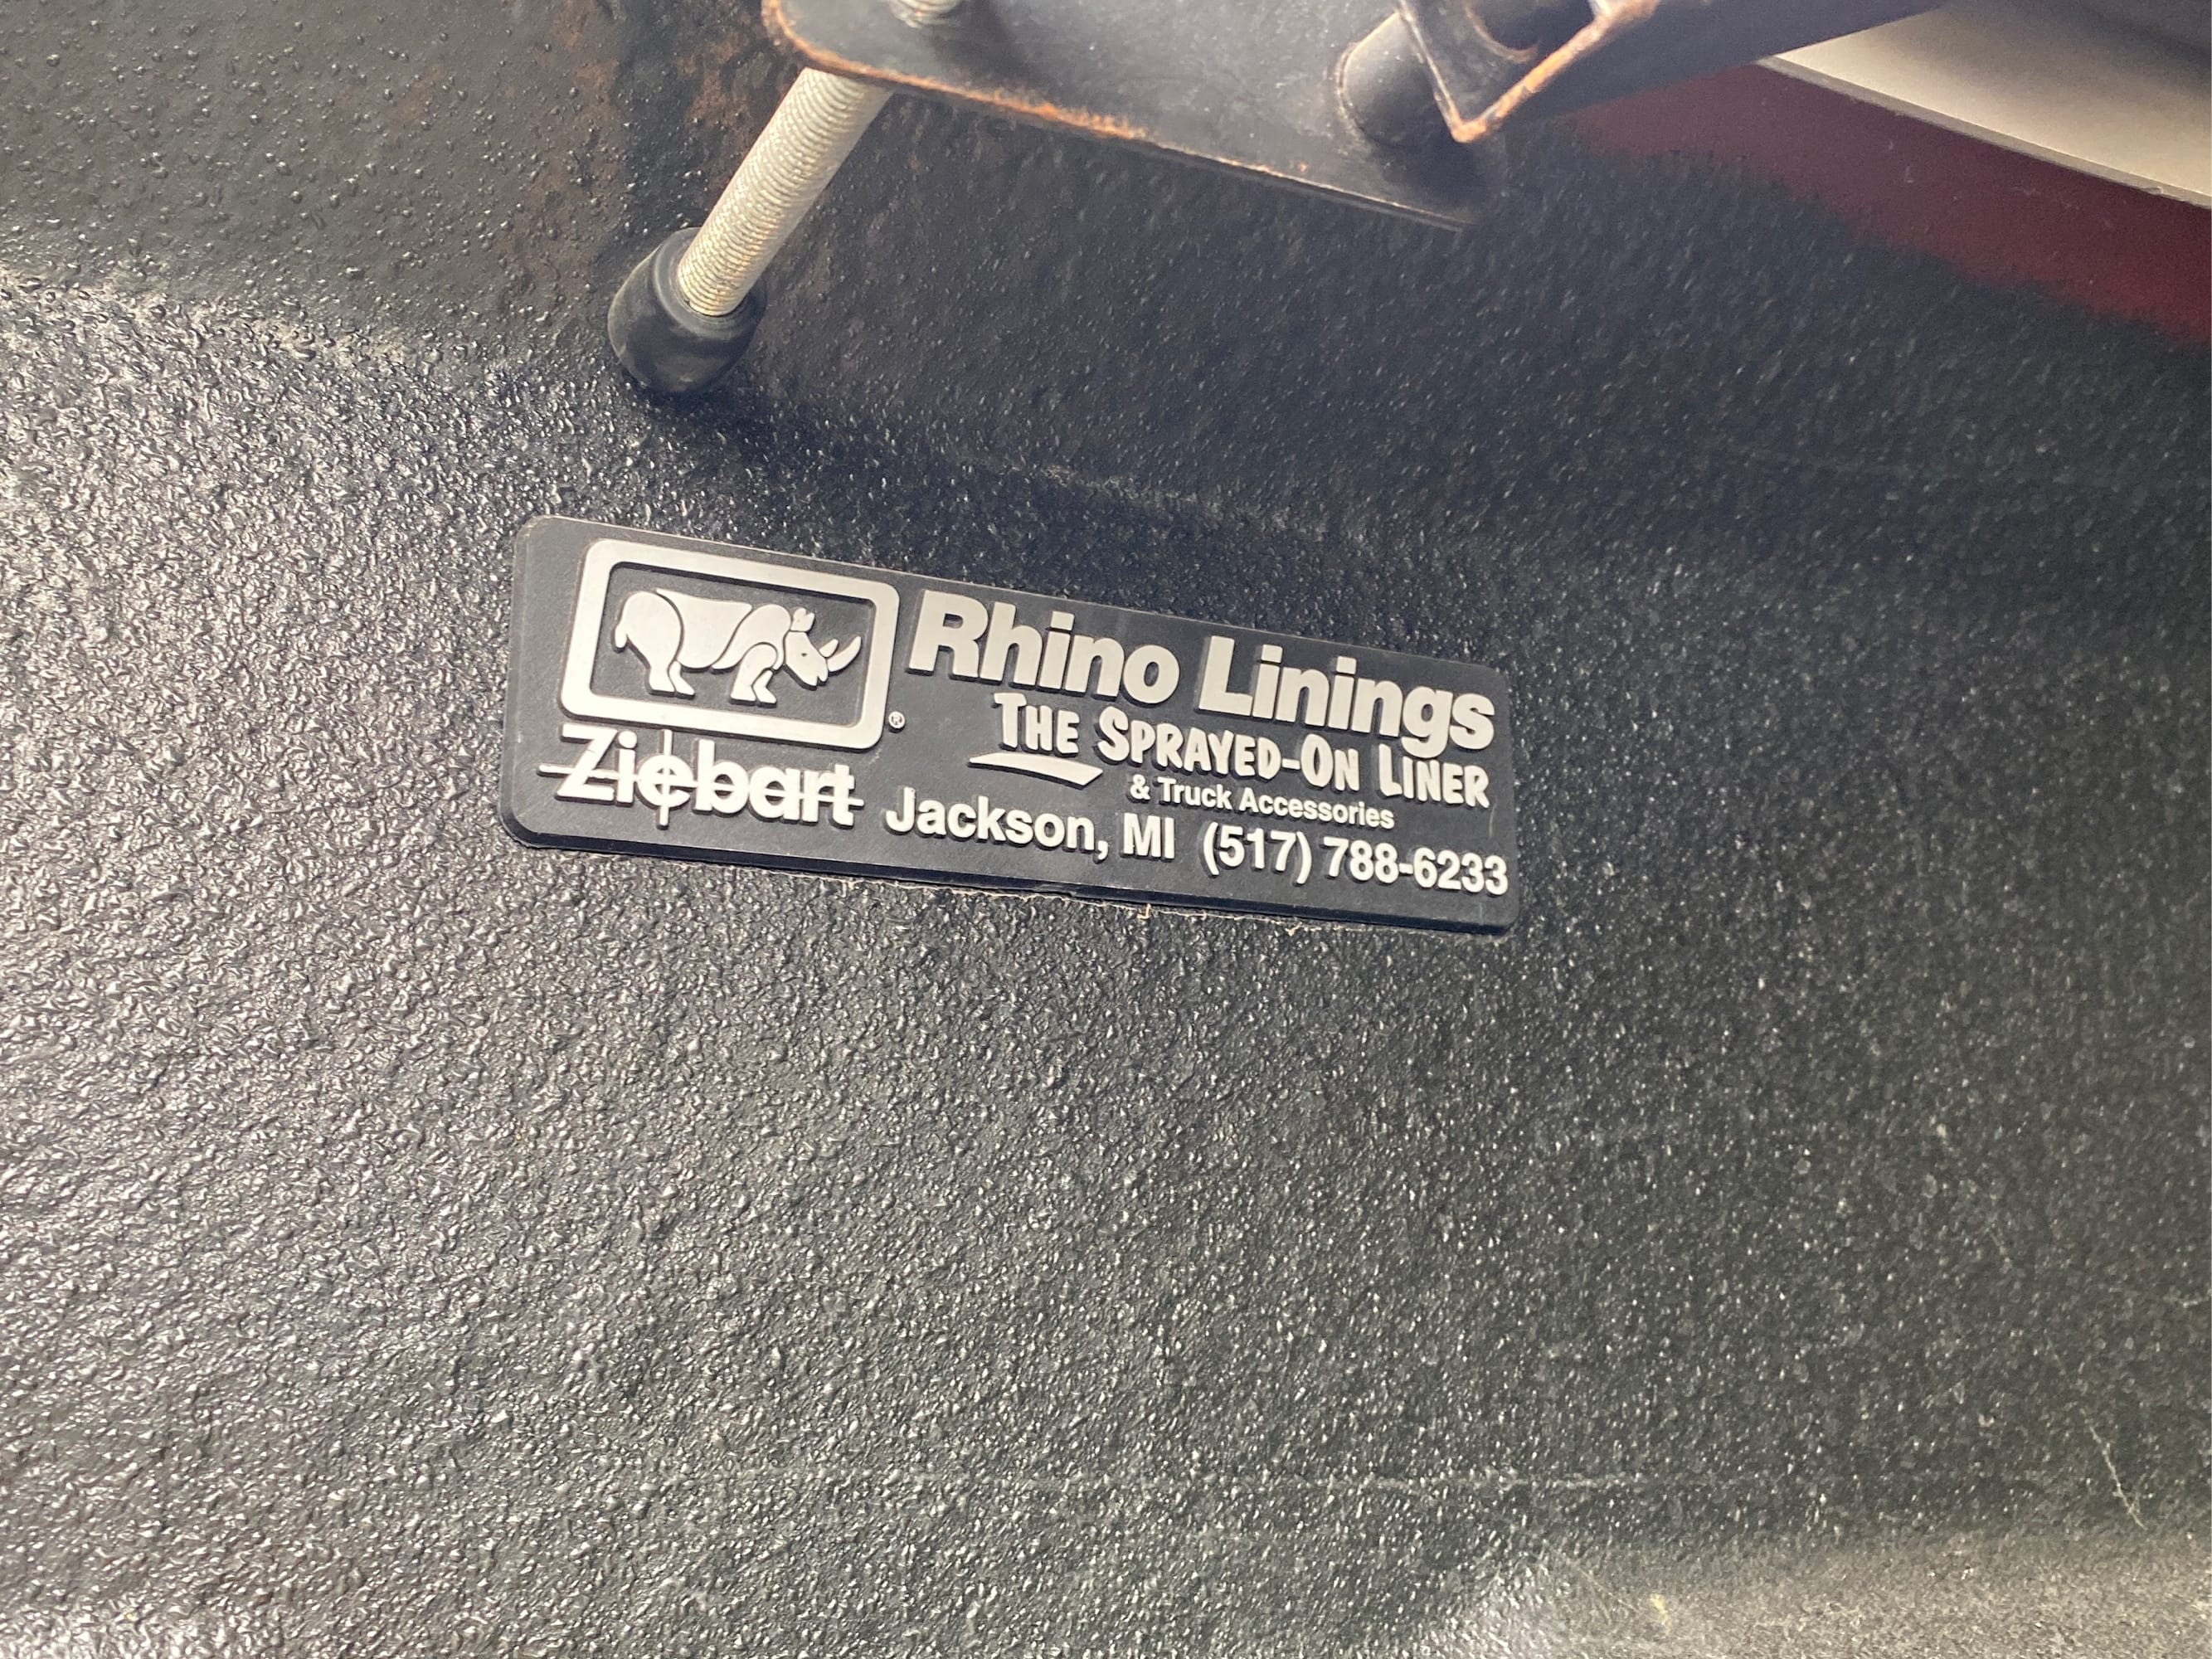 Rhino Linings
THE SPRAYED-ON LINER
& Truck Accessories
®
Ziebart Jackson, MI (517) 788-6233